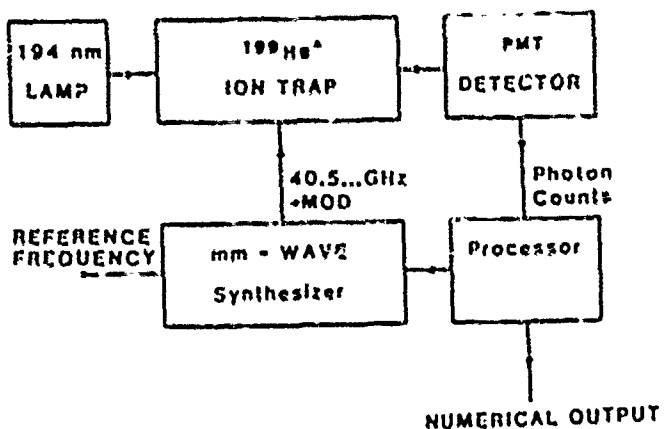 194 nm
LAMP
¹⁹⁹Hg⁺
ION TRAP
PMT
DETECTOR
40.5...GHz
+MOD
Photon
Counts
REFERENCE
FREQUENCY
mm - WAVE
Synthesizer
Processor
NUMERICAL OUTPUT